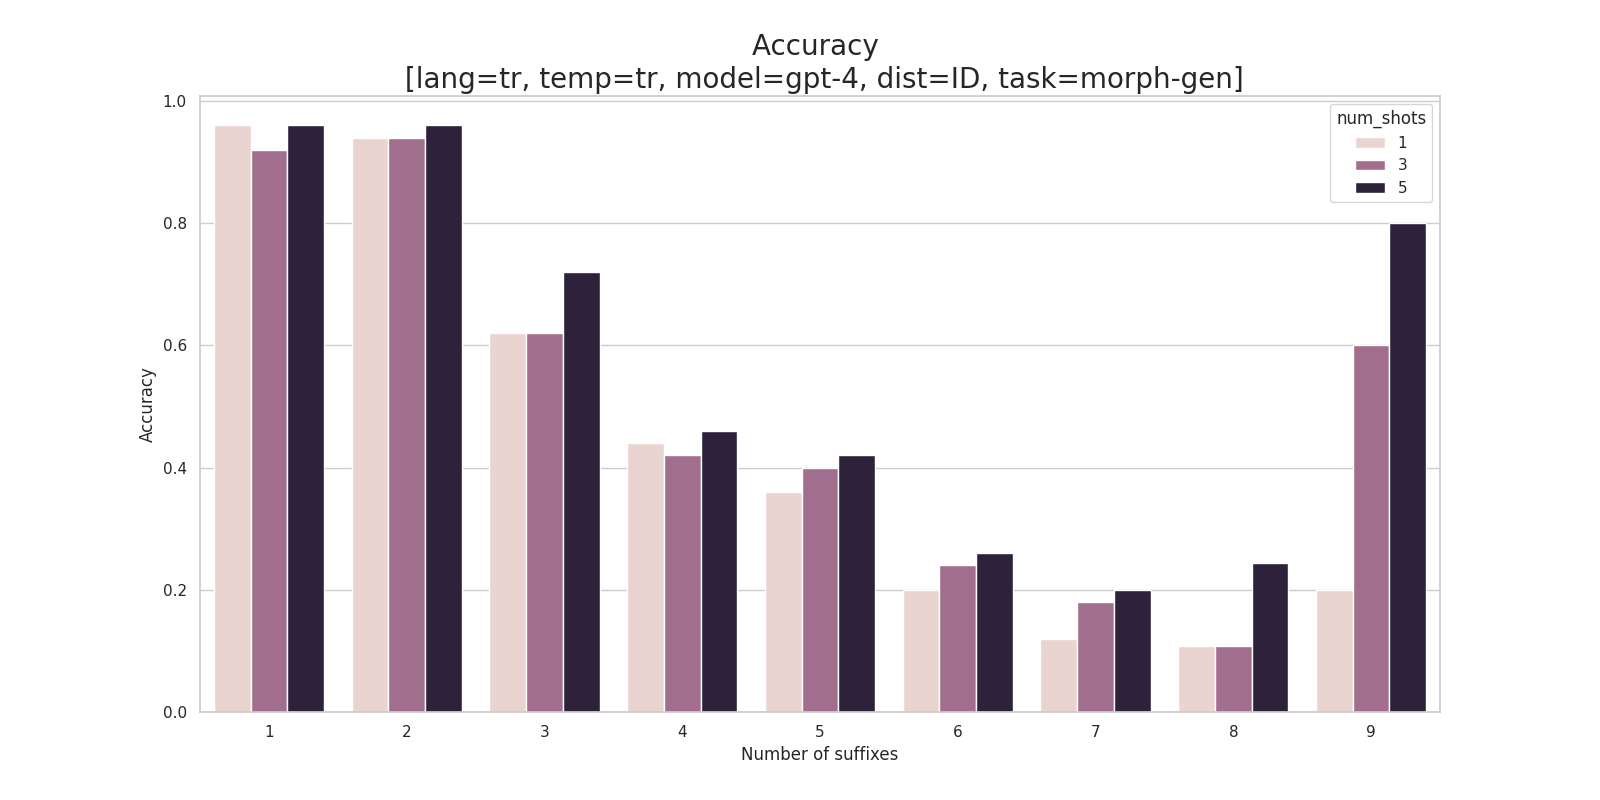 Accuracy
[lang=tr, temp=tr, model=gpt-4, dist=ID, task=morph-gen]
num_shots
1
3
5
Accuracy
1.0
0.8
0.6
0.4
0.2
0.0
1 2 3 4 5 6 7 8 9
Number of suffixes